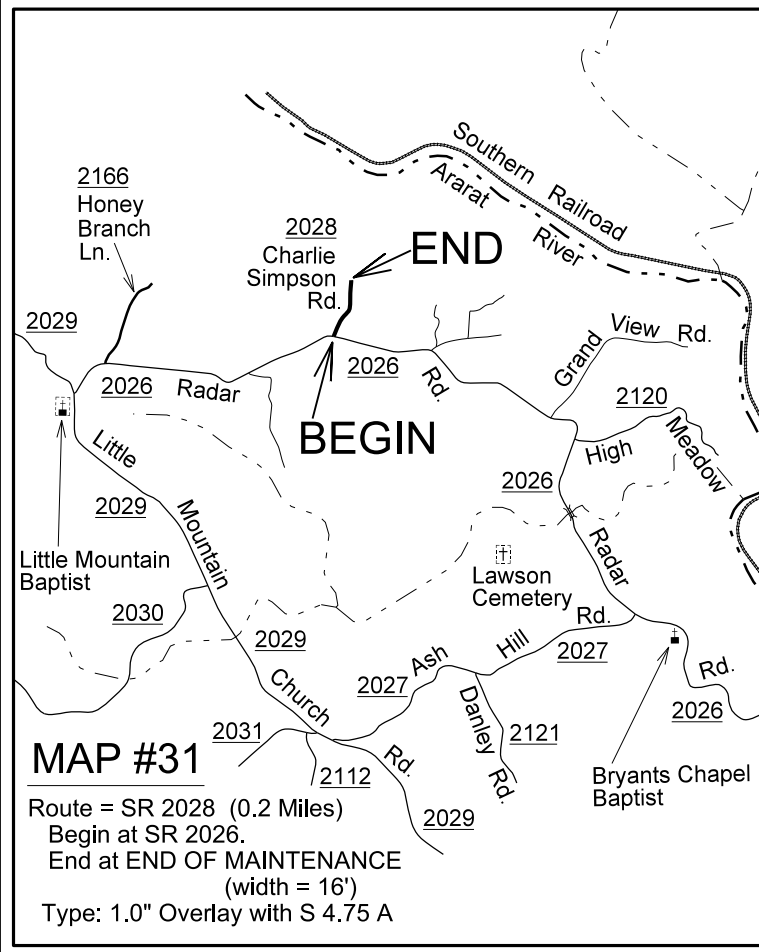 Southern Railroad
Ararat River
2166
Honey
Branch
Ln.
2028
Charlie
Simpson
Rd.
END
2029
Grand View Rd.
2026
Radar
2026
Rd.
2120
BEGIN
High Meadow
Little
2026
2029
Mountain
Radar
Little Mountain
Baptist
Lawson
Cemetery
2030
2029
Ash Hill Rd.
2027
2027
Rd.
2026
Church
Danley
2031
2121
2112
Rd.
Rd.
2029
Bryants Chapel
Baptist
MAP #31
Route = SR 2028 (0.2 Miles)
Begin at SR 2026.
End at END OF MAINTENANCE
(width = 16')
Type: 1.0" Overlay with S 4.75 A